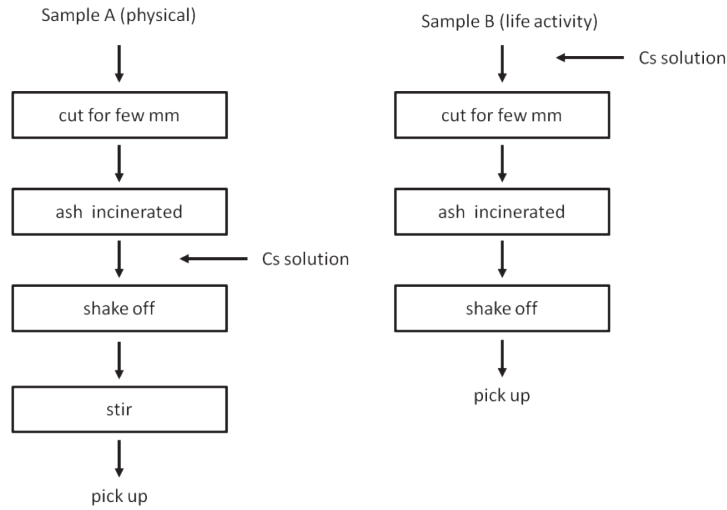 Sample A (physical)
cut for few mm
ash incinerated
Cs solution
shake off
stir
pick up
Sample B (life activity)
Cs solution
cut for few mm
ash incinerated
shake off
pick up